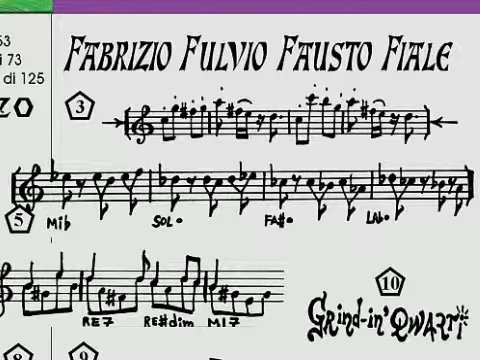 53
i 73
di 125
FABRIZIO FULVIO FAUSTO FIALE
3
5
MIb SOL° FA#° LAb°
RE7 RE#dim MI7
10
Grind-in' QWARTI
8 9